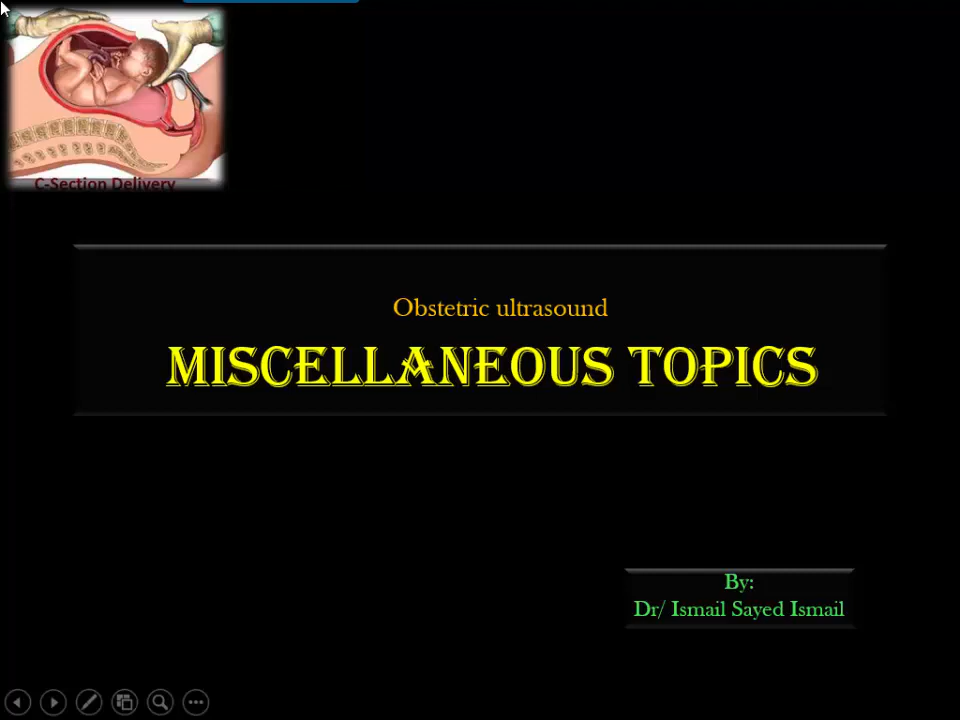 C-Section Delivery
Obstetric ultrasound
MISCELLANEOUS TOPICS
By:
Dr/ Ismail Sayed Ismail